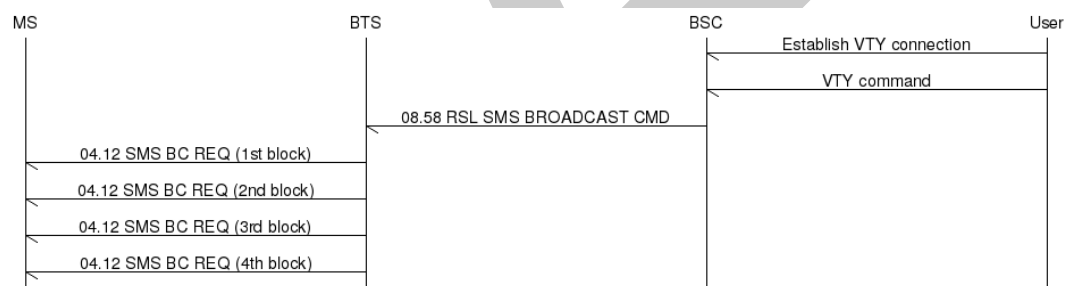 MS BTS BSC User
Establish VTY connection
VTY command
08.58 RSL SMS BROADCAST CMD
04.12 SMS BC REQ (1st block)
04.12 SMS BC REQ (2nd block)
04.12 SMS BC REQ (3rd block)
04.12 SMS BC REQ (4th block)